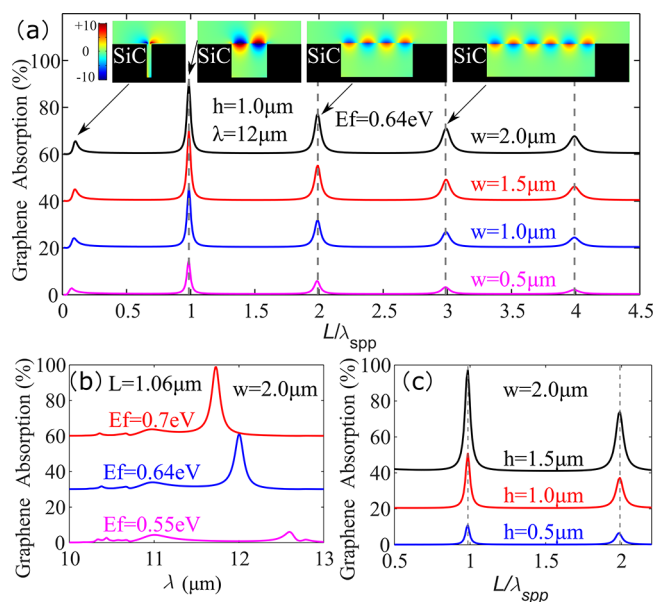 (a)
+10
0
-10
SiC
SiC
SiC
SiC
h=1.0μm
λ=12μm
Ef=0.64eV
w=2.0μm
w=1.5μm
w=1.0μm
w=0.5μm
120
100
80
60
40
20
0
Graphene Absorption (%)
0 0.5 1 1.5 2 2.5 3 3.5 4 4.5
L/λspp
(b)
L=1.06μm
w=2.0μm
Ef=0.7eV
Ef=0.64eV
Ef=0.55eV
100
80
60
40
20
0
Graphene Absorption (%)
10 11 12 13
λ (μm)
(c)
w=2.0μm
h=1.5μm
h=1.0μm
h=0.5μm
100
80
60
40
20
0
Graphene Absorption (%)
0.5 1 1.5 2
L/λspp